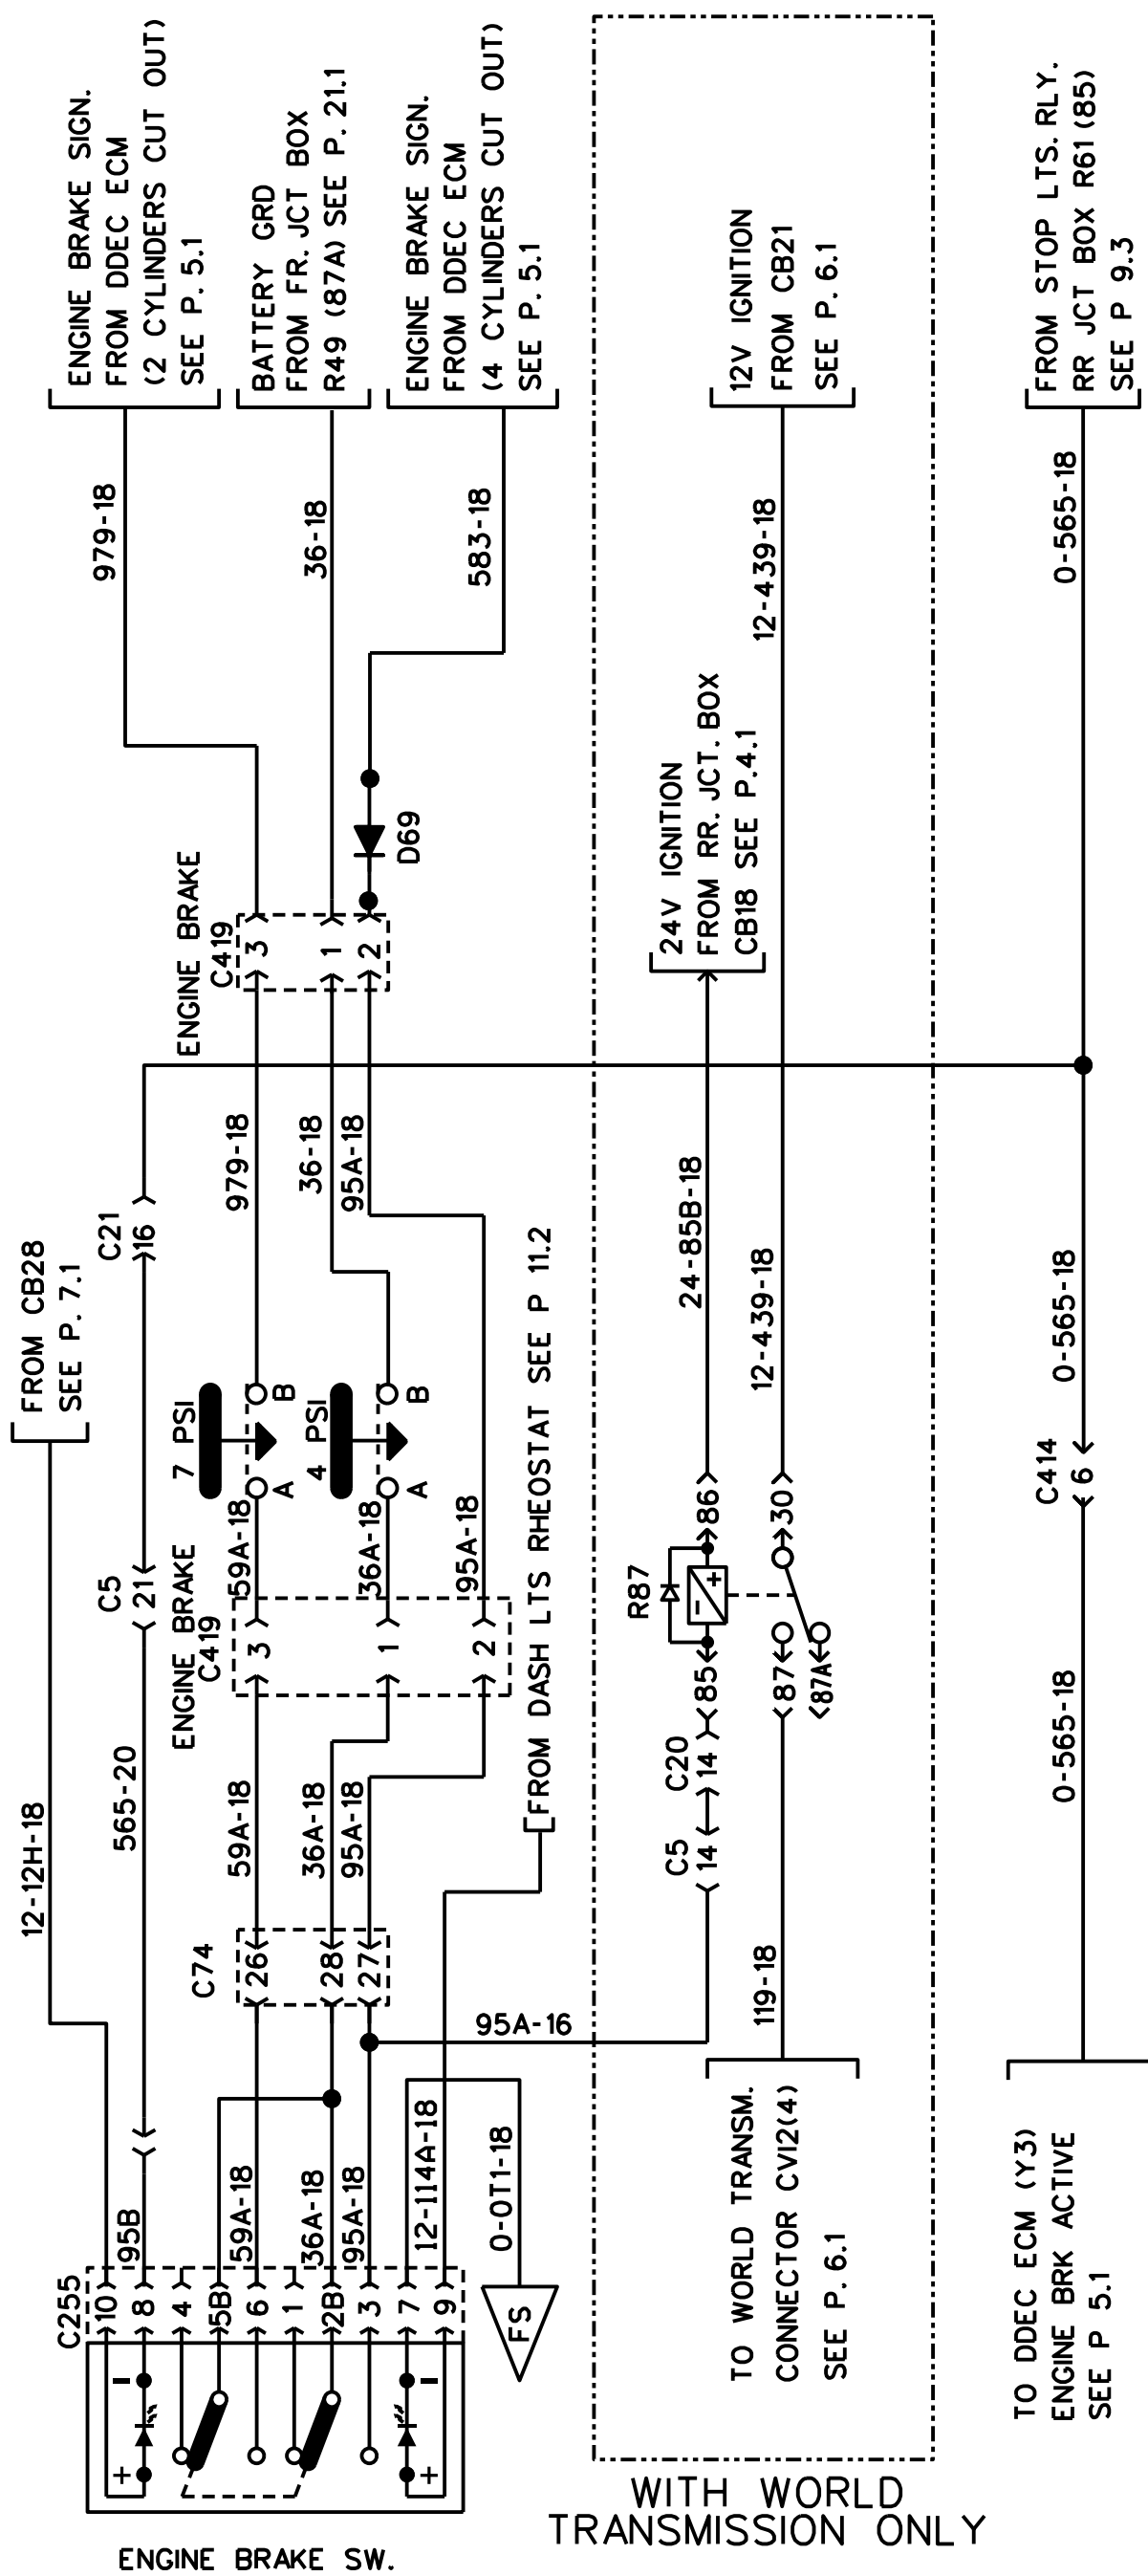 ENGINE BRAKE SIGN.
FROM DDEC ECM
(2 CYLINDERS CUT OUT)
SEE P. 5.1
BATTERY GRD
FROM FR. JCT BOX
R49 (87A) SEE P. 21.1
ENGINE BRAKE SIGN.
FROM DDEC ECM
(4 CYLINDERS CUT OUT)
SEE P. 5.1
12V IGNITION
FROM CB21
SEE P. 6.1
FROM STOP LTS. RLY.
RR JCT BOX R61 (85)
SEE P 9.3
979-18
36-18
583-18
12-439-18
0-565-18
D69
24V IGNITION
FROM RR. JCT. BOX
CB18 SEE P.4.1
ENGINE BRAKE
C419
3
1
2
979-18
36-18
95A-18
24-85B-18
12-439-18
0-565-18
C21
16
FROM CB28
SEE P. 7.1
7 PSI
B
A
4 PSI
B
A
59A-18
36A-18
95A-18
FROM DASH LTS RHEOSTAT SEE P 11.2
C5
21
ENGINE BRAKE
C419
3
1
2
R87
86
+
-
85
30
87
87A
C414
6
C20
14
C5
14
12-12H-18
565-20
59A-18
36A-18
95A-18
0-565-18
C74
26
28
27
95A-16
119-18
95B
59A-18
36A-18
95A-18
12-114A-18
0-0T1-18
FS
C255
10
8
4
5B
6
1
2B
3
7
9
-
+
-
+
ENGINE BRAKE SW.
TO WORLD TRANSM.
CONNECTOR CV12(4)
SEE P. 6.1
TO DDEC ECM (Y3)
ENGINE BRK ACTIVE
SEE P 5.1
WITH WORLD
TRANSMISSION ONLY